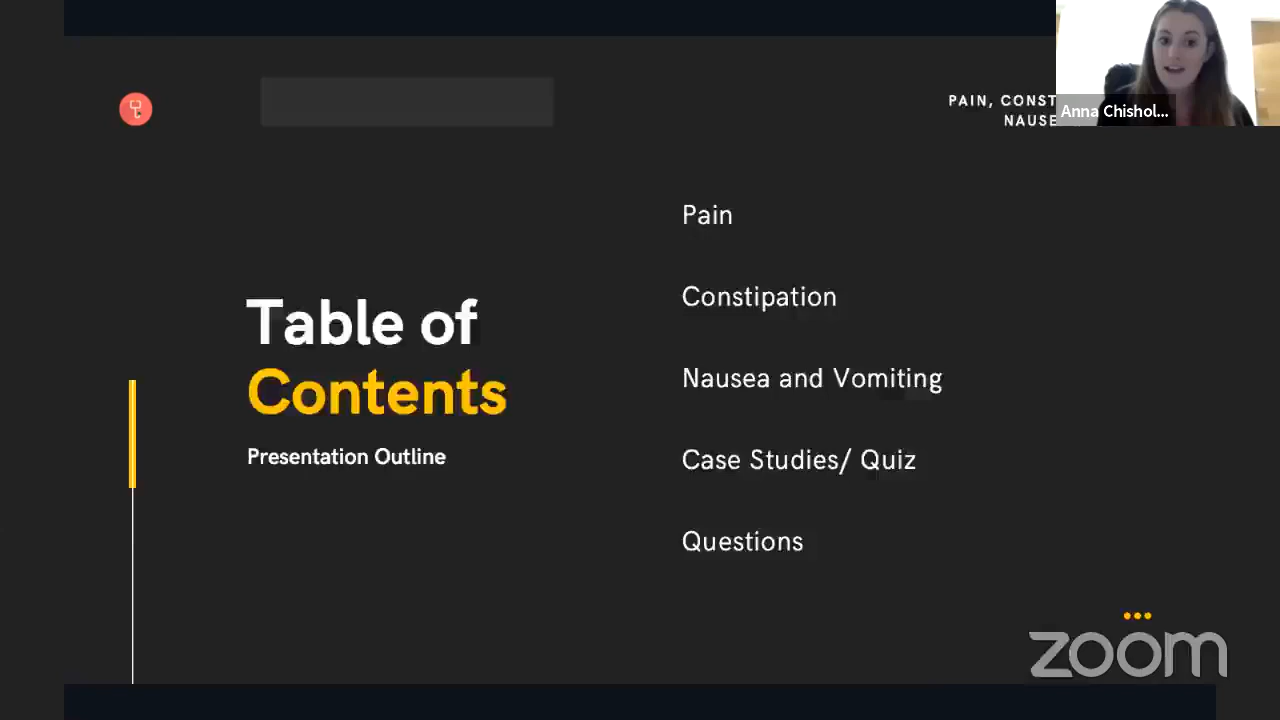 PAIN, CONST
NAUSE
Anna Chishol...
Pain
Constipation
Nausea and Vomiting
Case Studies/ Quiz
Questions
Table of
Contents
Presentation Outline
zoom